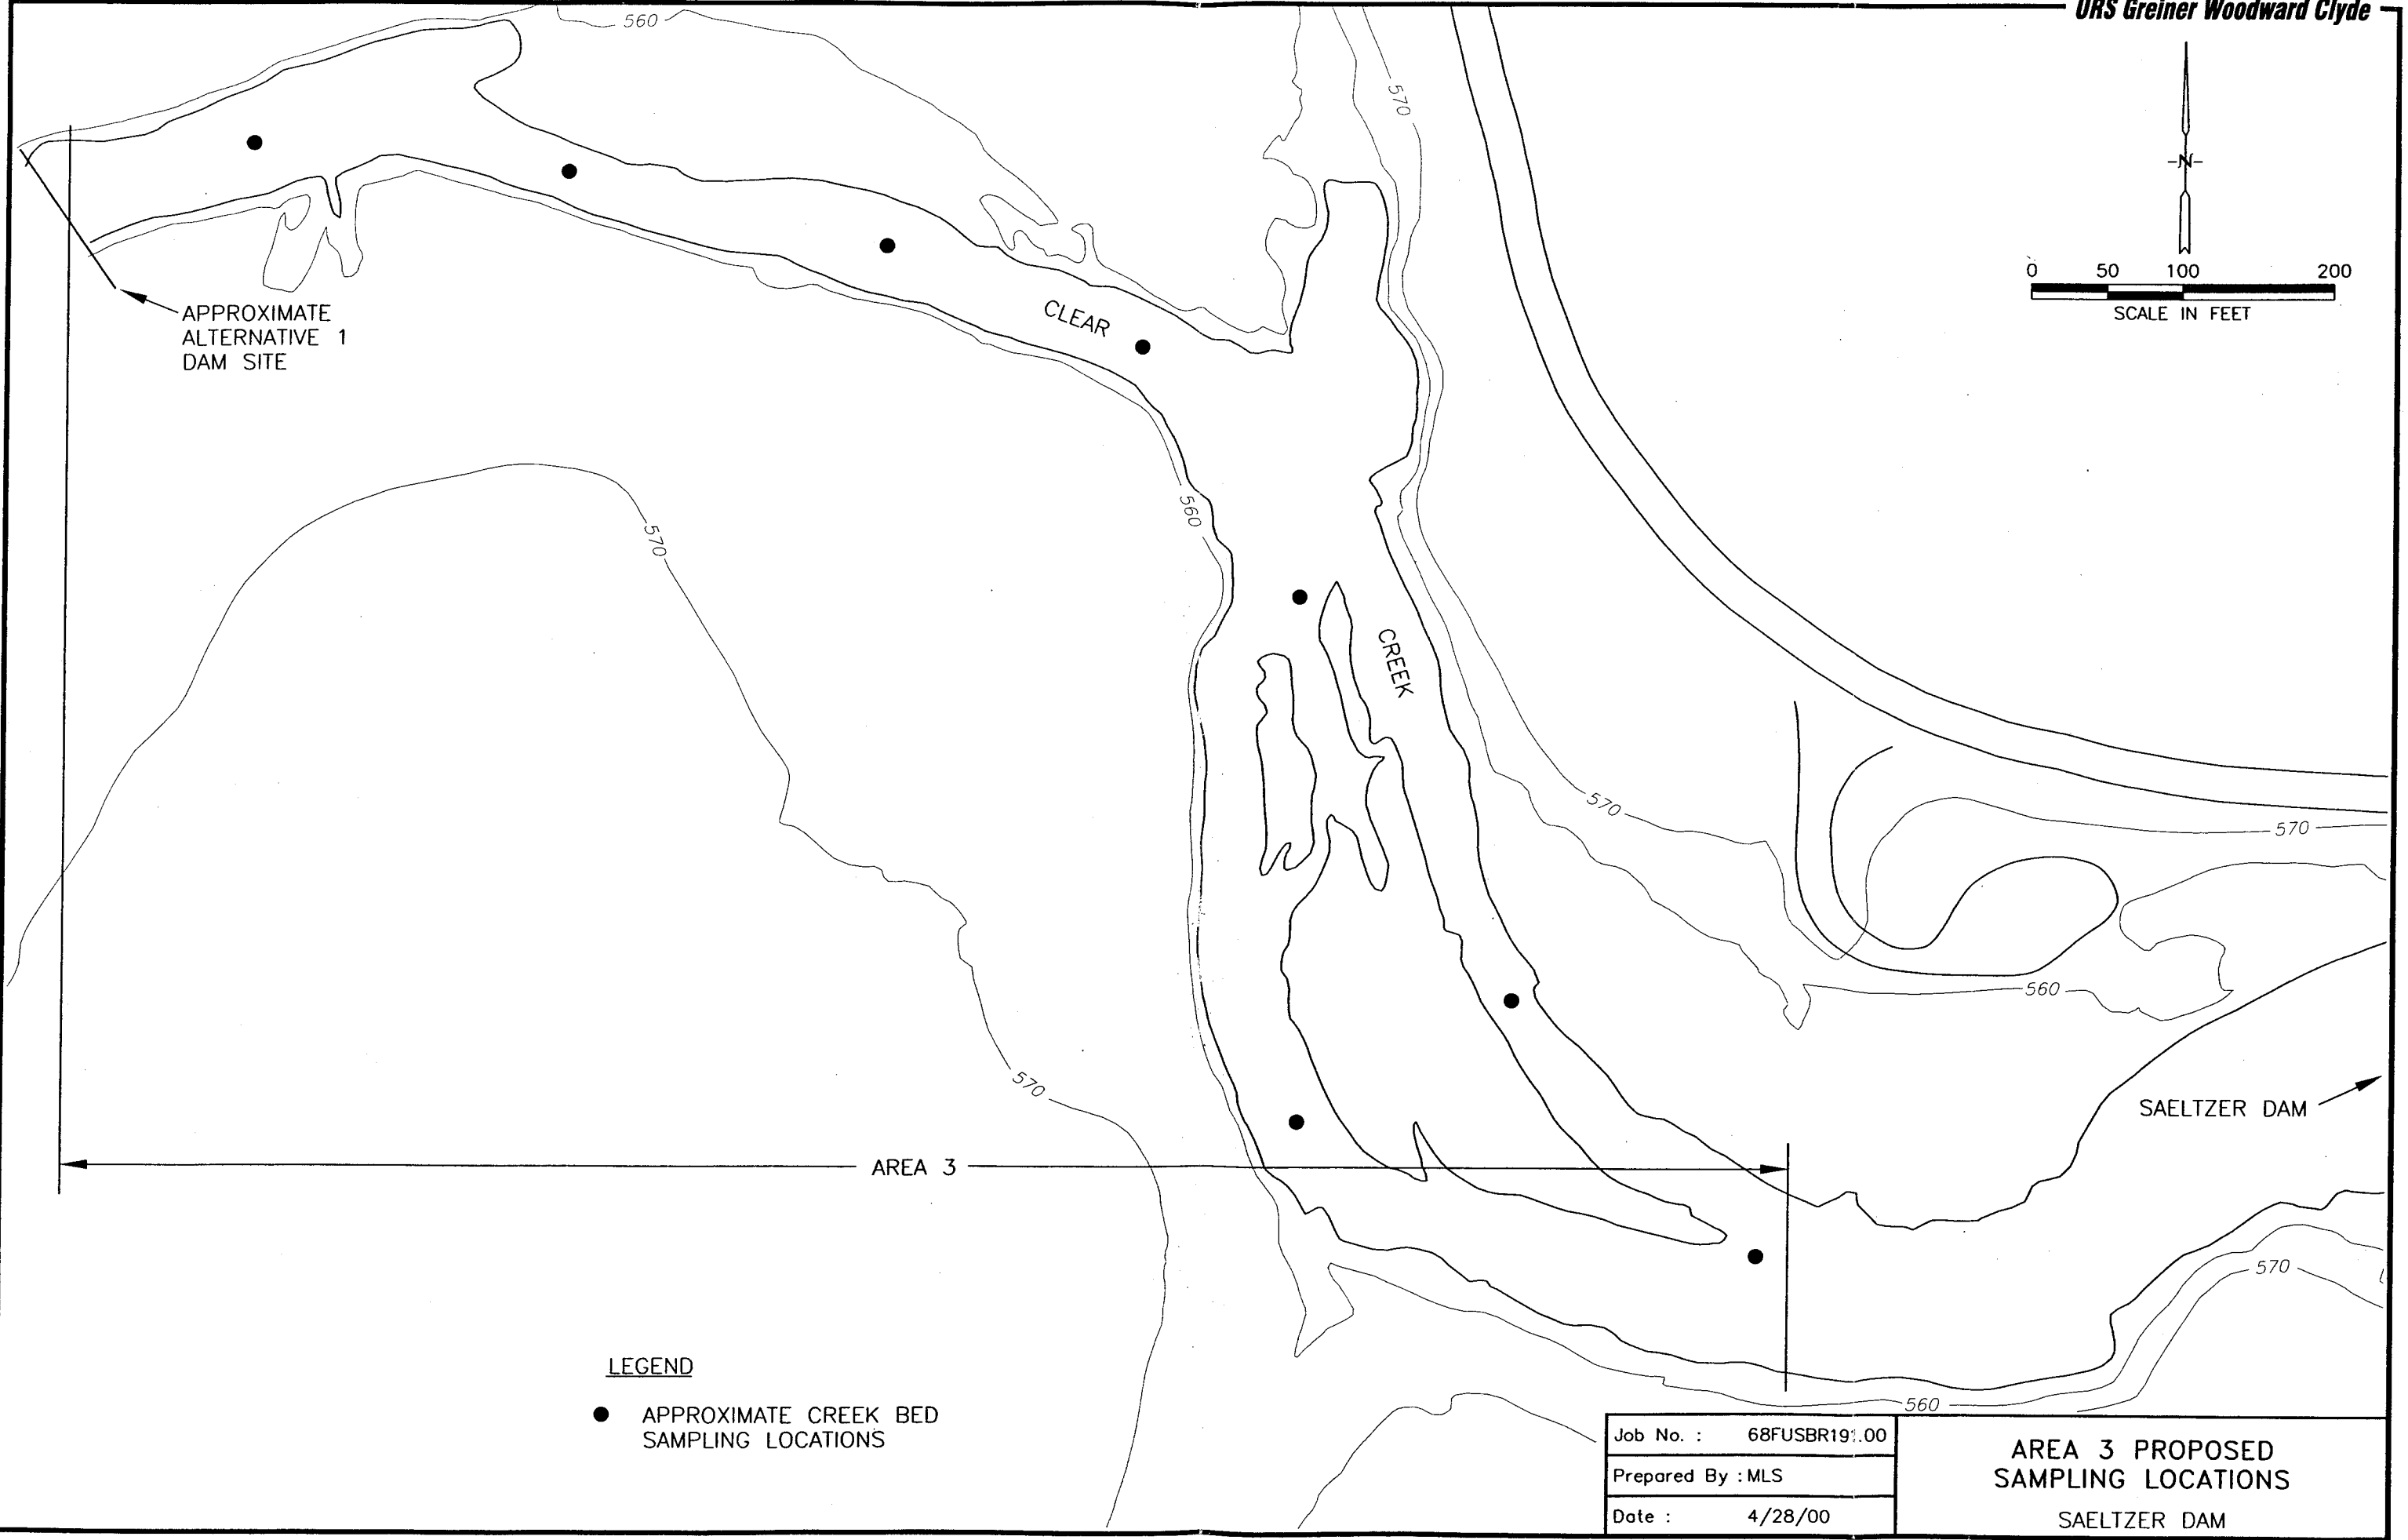 URS Greiner Woodward Clyde
560
570
-N-
0 50 100 200
SCALE IN FEET
APPROXIMATE
ALTERNATIVE 1
DAM SITE
CLEAR
560
570
CREEK
570
570
560
570
SAELTZER DAM
AREA 3
570
560
LEGEND
APPROXIMATE CREEK BED
SAMPLING LOCATIONS
Job No. :
Prepared By : MLS
Date : 4/28/00
AREA 3 PROPOSED
SAMPLING LOCATIONS
SAELTZER DAM